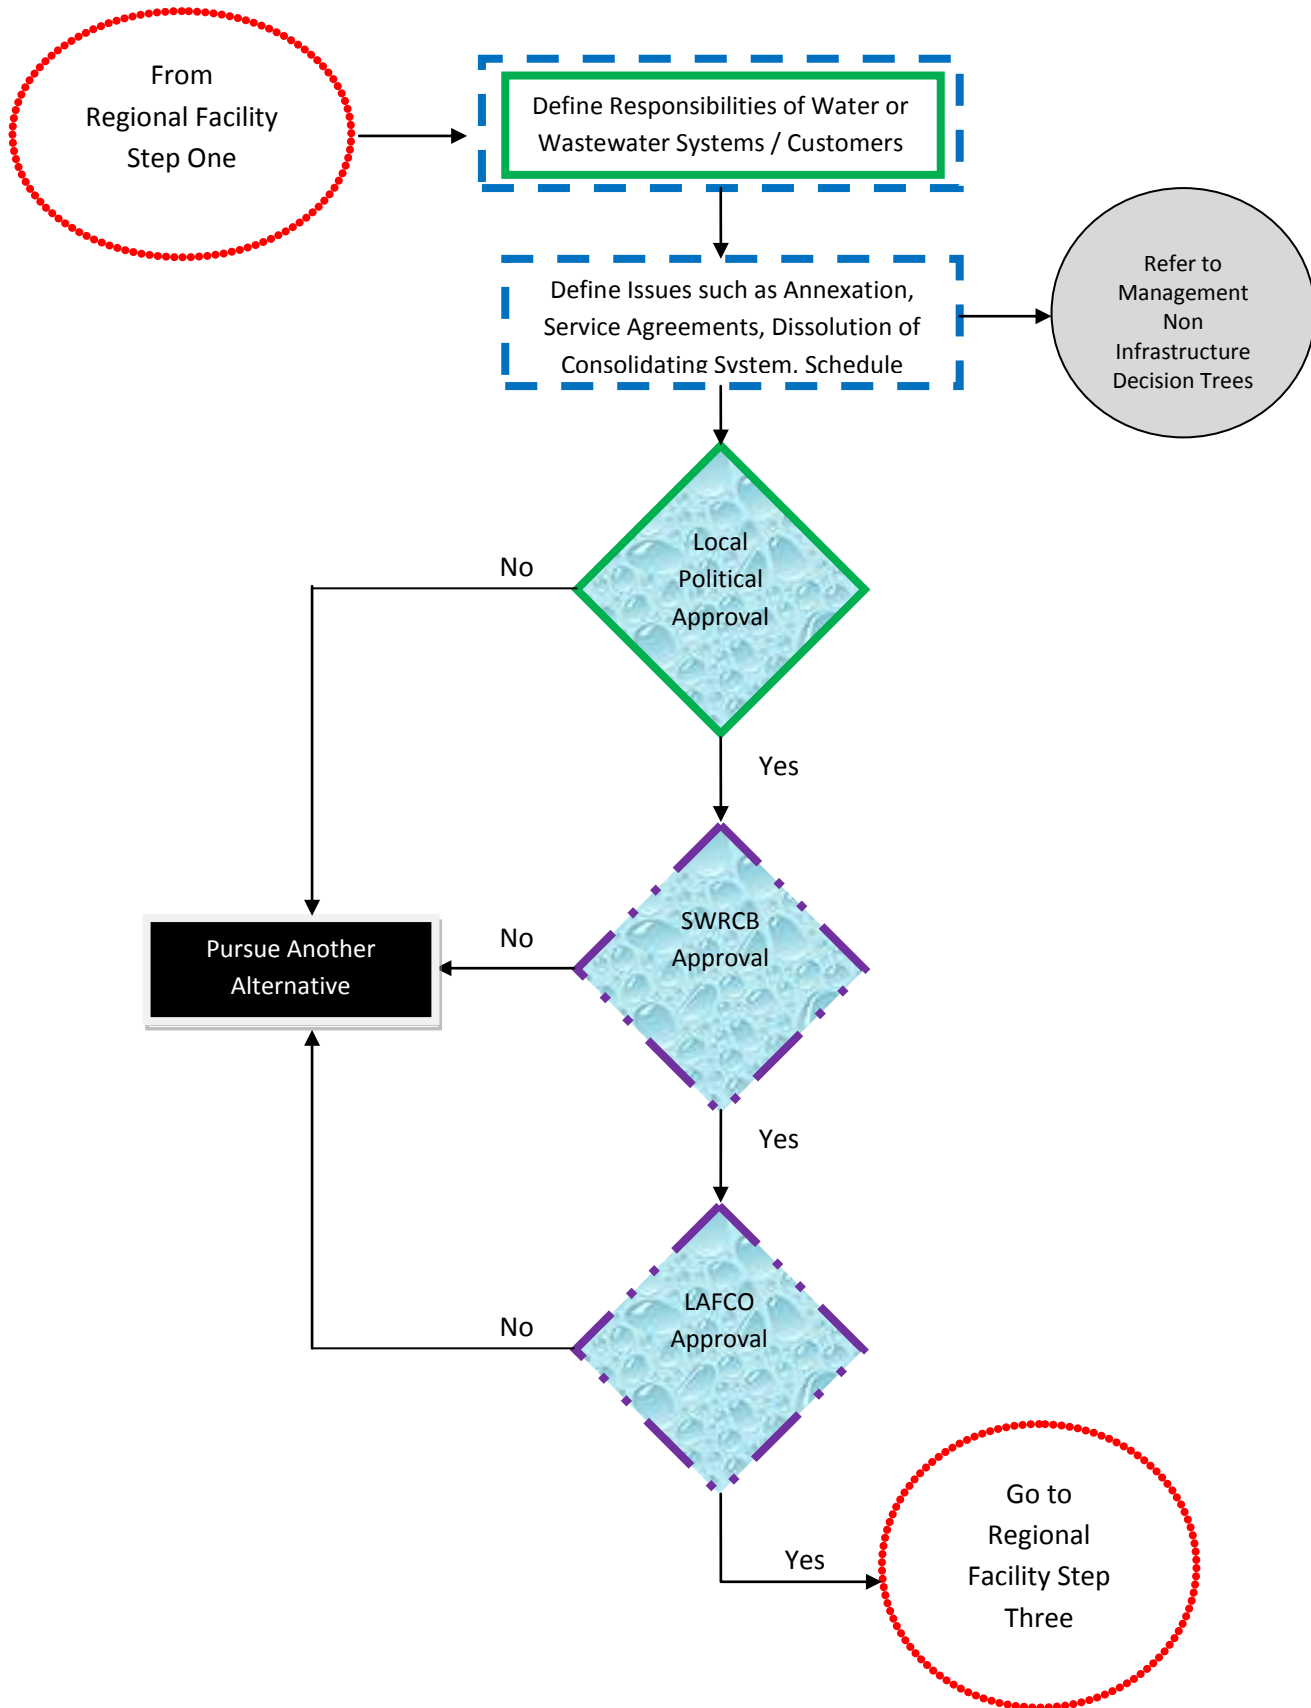 From
Regional Facility
Step One
Define Responsibilities of Water or
Wastewater Systems / Customers
Define Issues such as Annexation,
Service Agreements, Dissolution of
Consolidating System, Schedule
Refer to
Management
Non
Infrastructure
Decision Trees
Local
Political
Approval
No
Yes
SWRCB
Approval
No
Pursue Another
Alternative
Yes
LAFCO
Approval
No
Yes
Go to
Regional
Facility Step
Three